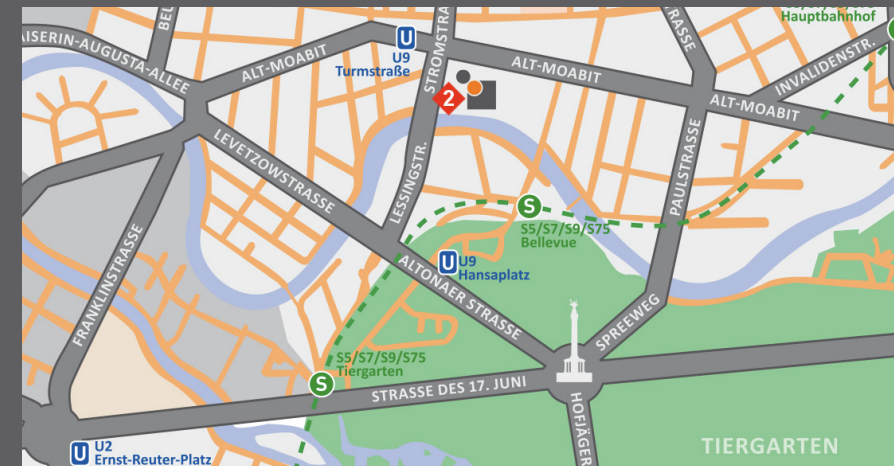 Hauptbahnhof
KAISERIN-AUGUSTA-ALLEE
ALT-MOABIT
U
U9
Turmstraße
STROMSTRA
ALT-MOABIT
INVALIDENSTR.
ALT-MOABIT
2
LEVETZOWSTRASSE
LESSINGSTR.
PAULSTRASSE
S
S5/S7/S9/S75
Bellevue
U
U9
Hansaplatz
ALTONAER STRASSE
FRANKLINSTRASSE
SPREEWEG
S5/S7/S9/S75
Tiergarten
S
STRASSE DES 17. JUNI
HOFJÄGER
TIERGARTEN
U
U2
Ernst-Reuter-Platz